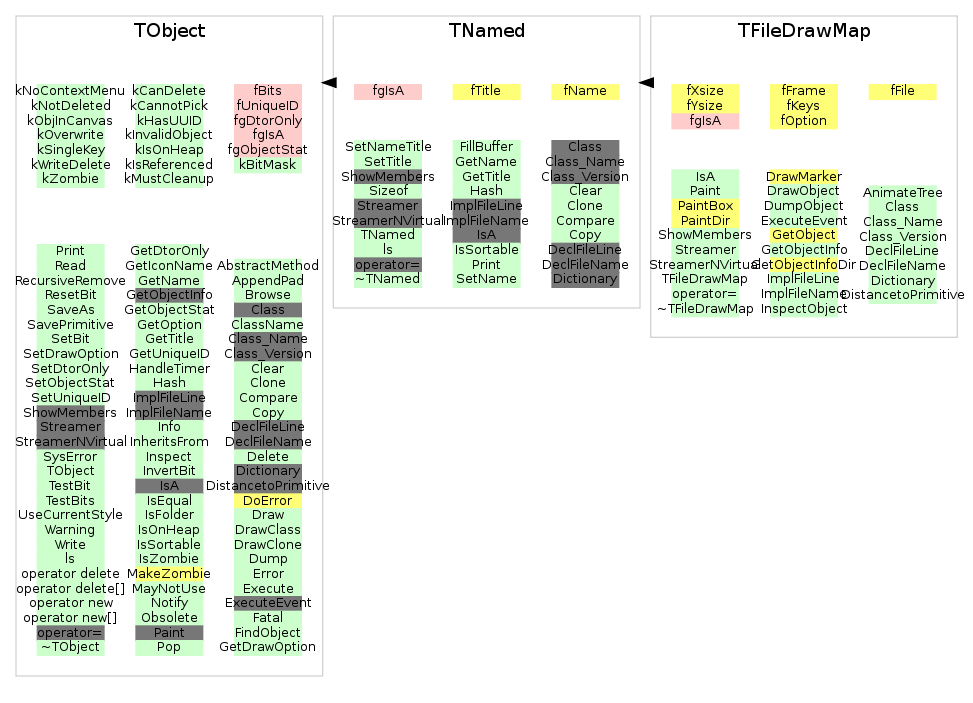 TObject
kNoContextMenu
kNotDeleted
kObjInCanvas
kOverwrite
kSingleKey
kWriteDelete
kZombie
kCanDelete
kCannotPick
kHasUUID
kInvalidObject
kIsOnHeap
kIsReferenced
kMustCleanup
fBits
fUniqueID
fgDtorOnly
fgIsA
fgObjectStat
kBitMask
Print
Read
RecursiveRemove
ResetBit
SaveAs
SavePrimitive
SetBit
SetDrawOption
SetDtorOnly
SetObjectStat
SetUniqueID
ShowMembers
Streamer
StreamerNVirtual
SysError
TObject
TestBit
TestBits
UseCurrentStyle
Warning
Write
ls
operator delete
operator delete[]
operator new
operator new[]
operator=
~TObject
GetDtorOnly
GetIconName
GetName
GetObjectInfo
GetObjectStat
GetOption
GetTitle
GetUniqueID
HandleTimer
Hash
ImplFileLine
ImplFileName
Info
InheritsFrom
Inspect
InvertBit
IsA
IsEqual
IsFolder
IsOnHeap
IsSortable
IsZombie
MakeZombie
MayNotUse
Notify
Obsolete
Paint
Pop
AbstractMethod
AppendPad
Browse
Class
ClassName
Class_Name
Class_Version
Clear
Clone
Compare
Copy
DeclFileLine
DeclFileName
Delete
Dictionary
DistancetoPrimitive
DoError
Draw
DrawClass
DrawClone
Dump
Error
Execute
ExecuteEvent
Fatal
FindObject
GetDrawOption
TNamed
fgIsA
fTitle
fName
SetNameTitle
SetTitle
ShowMembers
Sizeof
Streamer
StreamerNVirtual
TNamed
ls
operator=
~TNamed
FillBuffer
GetName
GetTitle
Hash
ImplFileLine
ImplFileName
IsA
IsSortable
Print
SetName
Class
Class_Name
Class_Version
Clear
Clone
Compare
Copy
DeclFileLine
DeclFileName
Dictionary
TFileDrawMap
fXsize
fYsize
fgIsA
fFrame
fKeys
fOption
fFile
IsA
Paint
PaintBox
PaintDir
ShowMembers
Streamer
StreamerNVirtual
TFileDrawMap
operator=
~TFileDrawMap
DrawMarker
DrawObject
DumpObject
ExecuteEvent
GetObject
GetObjectInfo
GetObjectInfoDir
ImplFileLine
ImplFileName
InspectObject
AnimateTree
Class
Class_Name
Class_Version
DeclFileLine
DeclFileName
Dictionary
DistancetoPrimitive